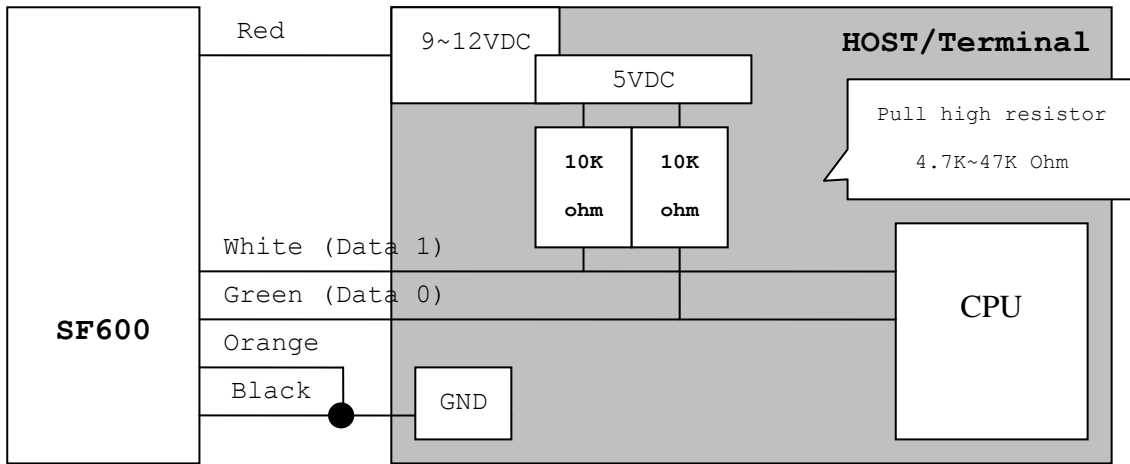 Red
9~12VDC
HOST/Terminal
5VDC
Pull high resistor
4.7K~47K Ohm
10K
ohm
10K
ohm
White (Data 1)
Green (Data 0)
SF600
CPU
Orange
Black
GND